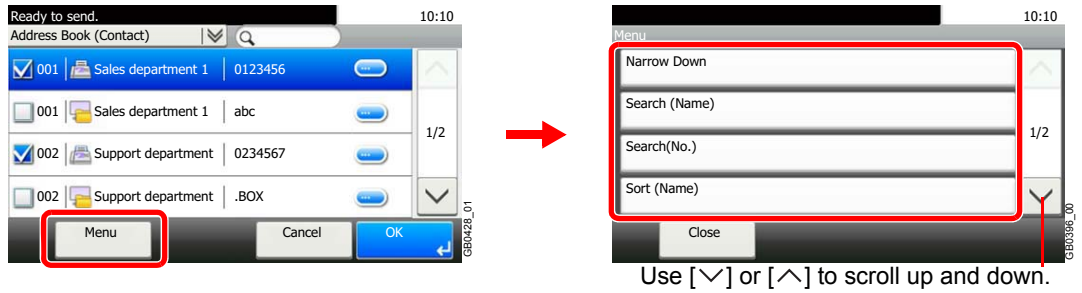 Ready to send.
10:10
Address Book (Contact)
001 Sales department 1 0123456
001 Sales department 1 abc
002 Support department 0234567
002 Support department .BOX
1/2
Menu Cancel OK
GB0428_01
10:10
Menu
Narrow Down
Search (Name)
Search(No.)
Sort (Name)
1/2
Close
GB0396_00
Use [∨] or [∧] to scroll up and down.